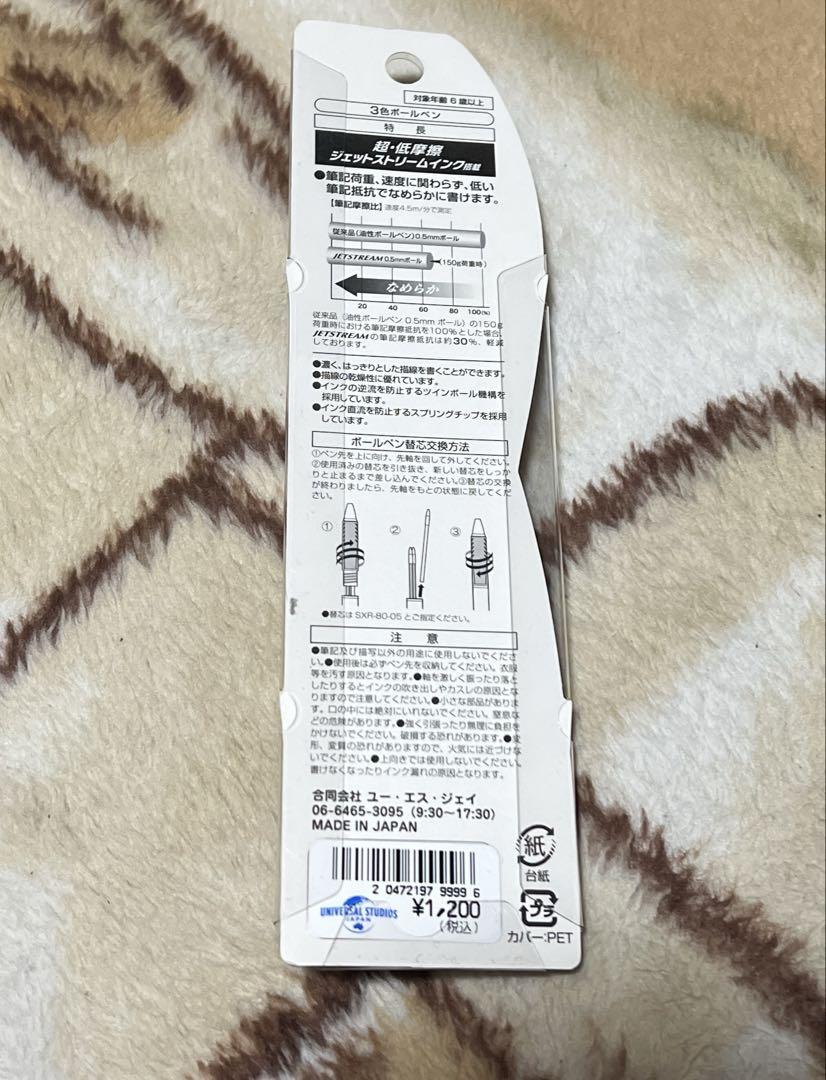 対象年齢 6 歳以上
3色ボールペン
特 長
超・低摩擦
ジェットストリームインク搭載
●筆記荷重、速度に関わらず、低い
筆記抵抗でなめらかに書けます。
【筆記摩擦比】速度4.5m/分で測定
従来品(油性ボールペン)0.5mmボール
JETSTREAM 0.5mmボール (150g荷重時)
なめらか
20 40 60 80 100(%)
従来品(油性ボールペン 0.5mm ボール)の150g
荷重時における筆記摩擦抵抗を100%とした場合、
JETSTREAMの筆記摩擦抵抗は約30%、軽減
しております。
●濃く、はっきりとした描線を書くことができます。
●描線の乾燥性に優れています。
●インクの逆流を防止するツインボール機構を
採用しています。
●インク直流を防止するスプリングチップを採用
しています。
ボールペン替芯交換方法
①ペン先を上に向け、先軸を回して外してください。
②使用済みの替芯を引き抜き、新しい替芯をしっか
りと止まるまで差し込んでください。③替芯の交換
が終わりましたら、先軸をもとの状態に戻してくだ
さい。
① ② ③
●替芯は SXR-80-05 とご指定ください。
注 意
●筆記及び描写以外の用途に使用しないでくださ
い。●使用後は必ずペン先を収納してください。衣服
等を汚す原因となります。●軸を激しく振ったり落と
したりするとインクの吹き出しやカスレの原因とな
りますので注意してください。●小さな部品がありま
す。口の中には絶対にいれないでください。窒息な
どの危険があります。●強く引張ったり無理に負担を
かけないでください。破損する恐れがあります。●変
形、変質の恐れがありますので、火気には近づけな
いでください。●上向きでは使用しないでください。
書けなくなったりインク漏れの原因となります。
合同会社 ユー・エス・ジェイ
06-6465-3095 (9:30〜17:30)
MADE IN JAPAN
紙
台紙
2 0472197 9999 6
UNIVERSAL STUDIOS
JAPAN
¥1,200
(税込)
プラ
カバー:PET